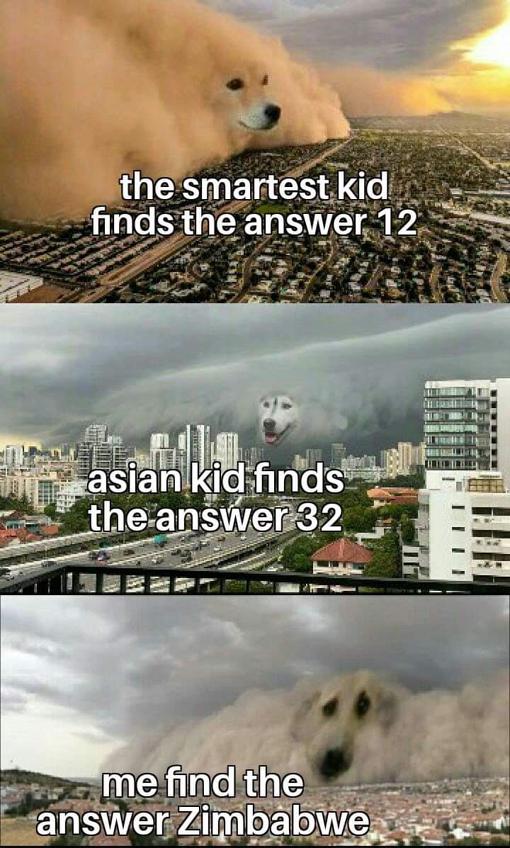 the smartest kid
finds the answer 12
asian kid finds
the answer 32
me find the
answer Zimbabwe